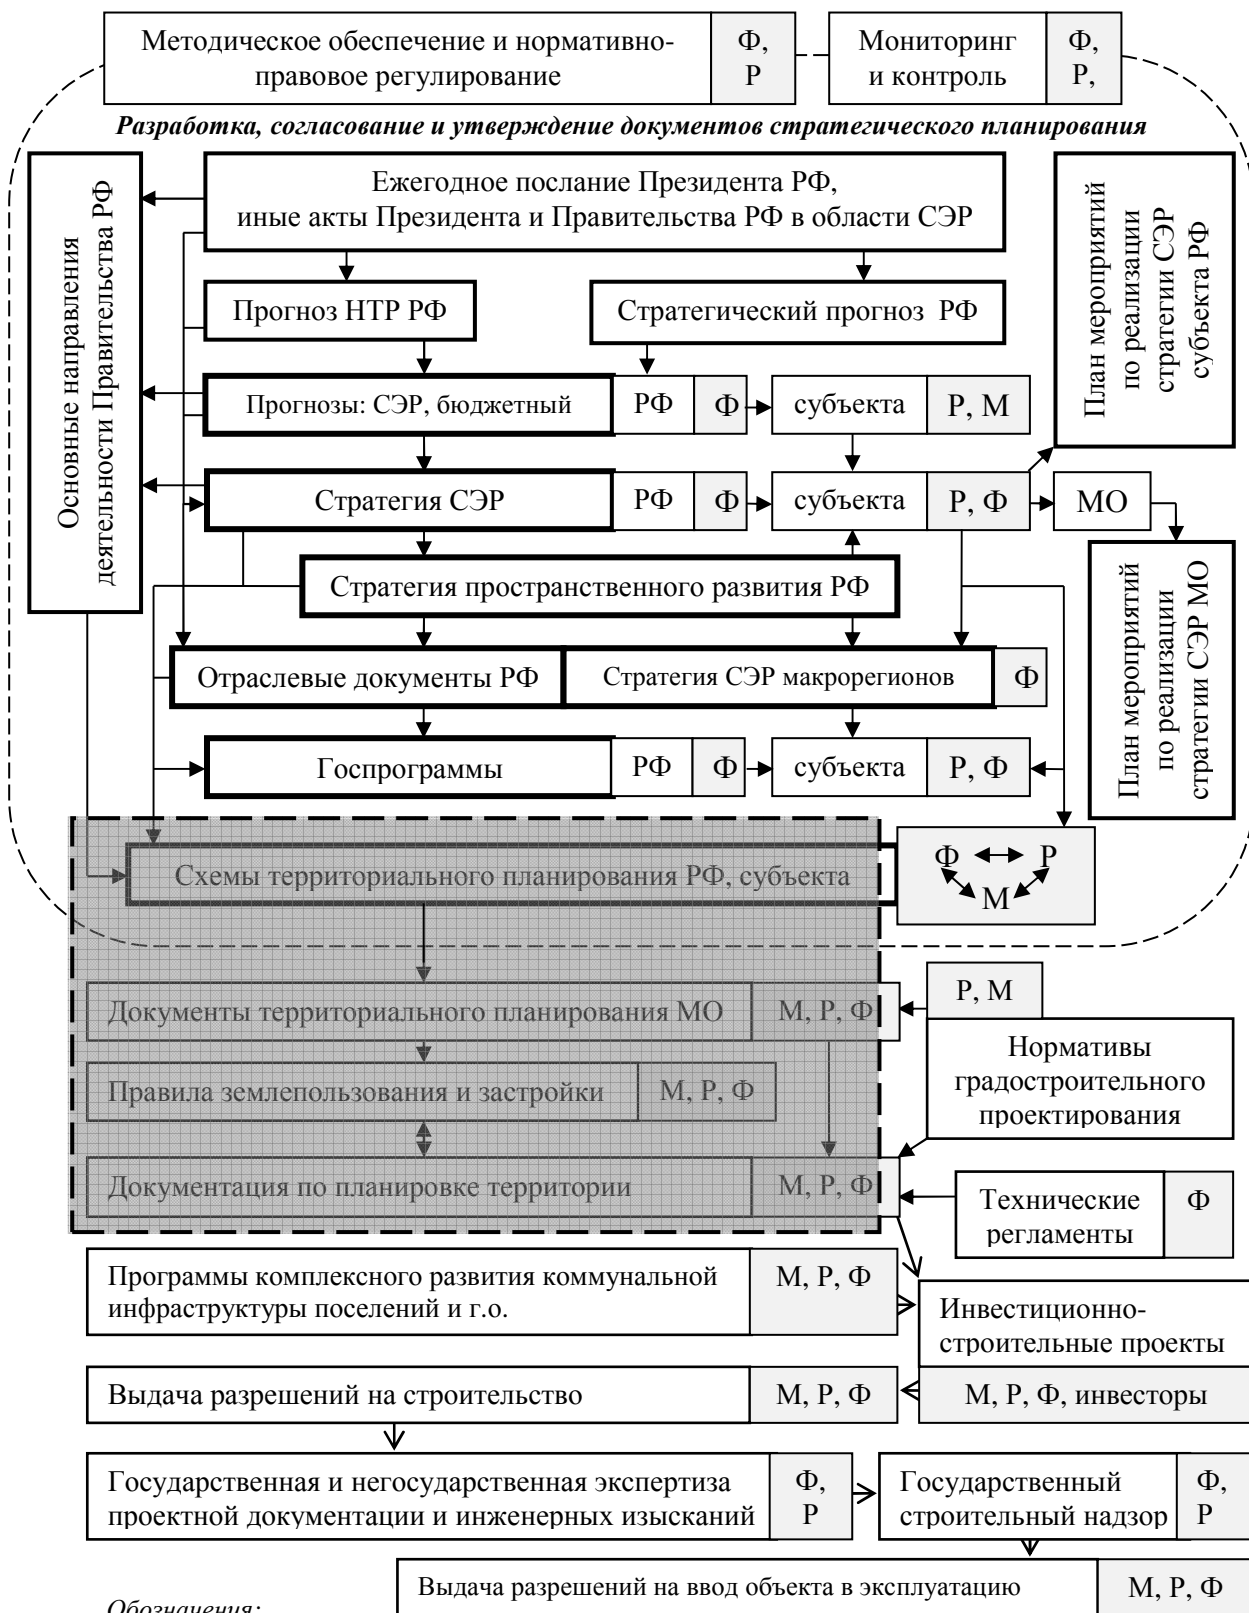 Методическое обеспечение и нормативно-
правовое регулирование
Ф,
Р
Мониторинг
и контроль
Ф,
Р,
Разработка, согласование и утверждение документов стратегического планирования
Основные направления
деятельности Правительства РФ
Ежегодное послание Президента РФ,
иные акты Президента и Правительства РФ в области СЭР
План мероприятий
по реализации
стратегии СЭР
субъекта РФ
Прогноз НТР РФ
Стратегический прогноз РФ
Прогнозы: СЭР, бюджетный
РФ
Ф
субъекта
Р, М
Стратегия СЭР
РФ
Ф
субъекта
Р, Ф
МО
План мероприятий
по реализации
стратегии СЭР МО
Стратегия пространственного развития РФ
Отраслевые документы РФ
Стратегия СЭР макрорегионов
Ф
Госпрограммы
РФ
Ф
субъекта
Р, Ф
Схемы территориального планирования РФ, субъекта
Ф Р
М
Документы территориального планирования МО
М, Р, Ф
Р, М
Нормативы
градостроительного
проектирования
Правила землепользования и застройки
М, Р, Ф
Документация по планировке территории
М, Р, Ф
Технические
регламенты
Ф
Программы комплексного развития коммунальной
инфраструктуры поселений и г.о.
М, Р, Ф
Инвестиционно-
строительные проекты
Выдача разрешений на строительство
М, Р, Ф
М, Р, Ф, инвесторы
Государственная и негосударственная экспертиза
проектной документации и инженерных изысканий
Ф,
Р
Государственный
строительный надзор
Ф,
Р
Выдача разрешений на ввод объекта в эксплуатацию
М, Р, Ф
Обозначения: